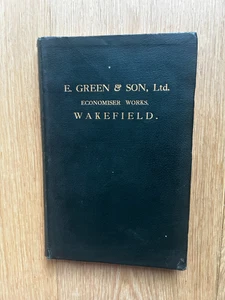 E. GREEN & SON, Ltd.
ECONOMISER WORKS,
WAKEFIELD.